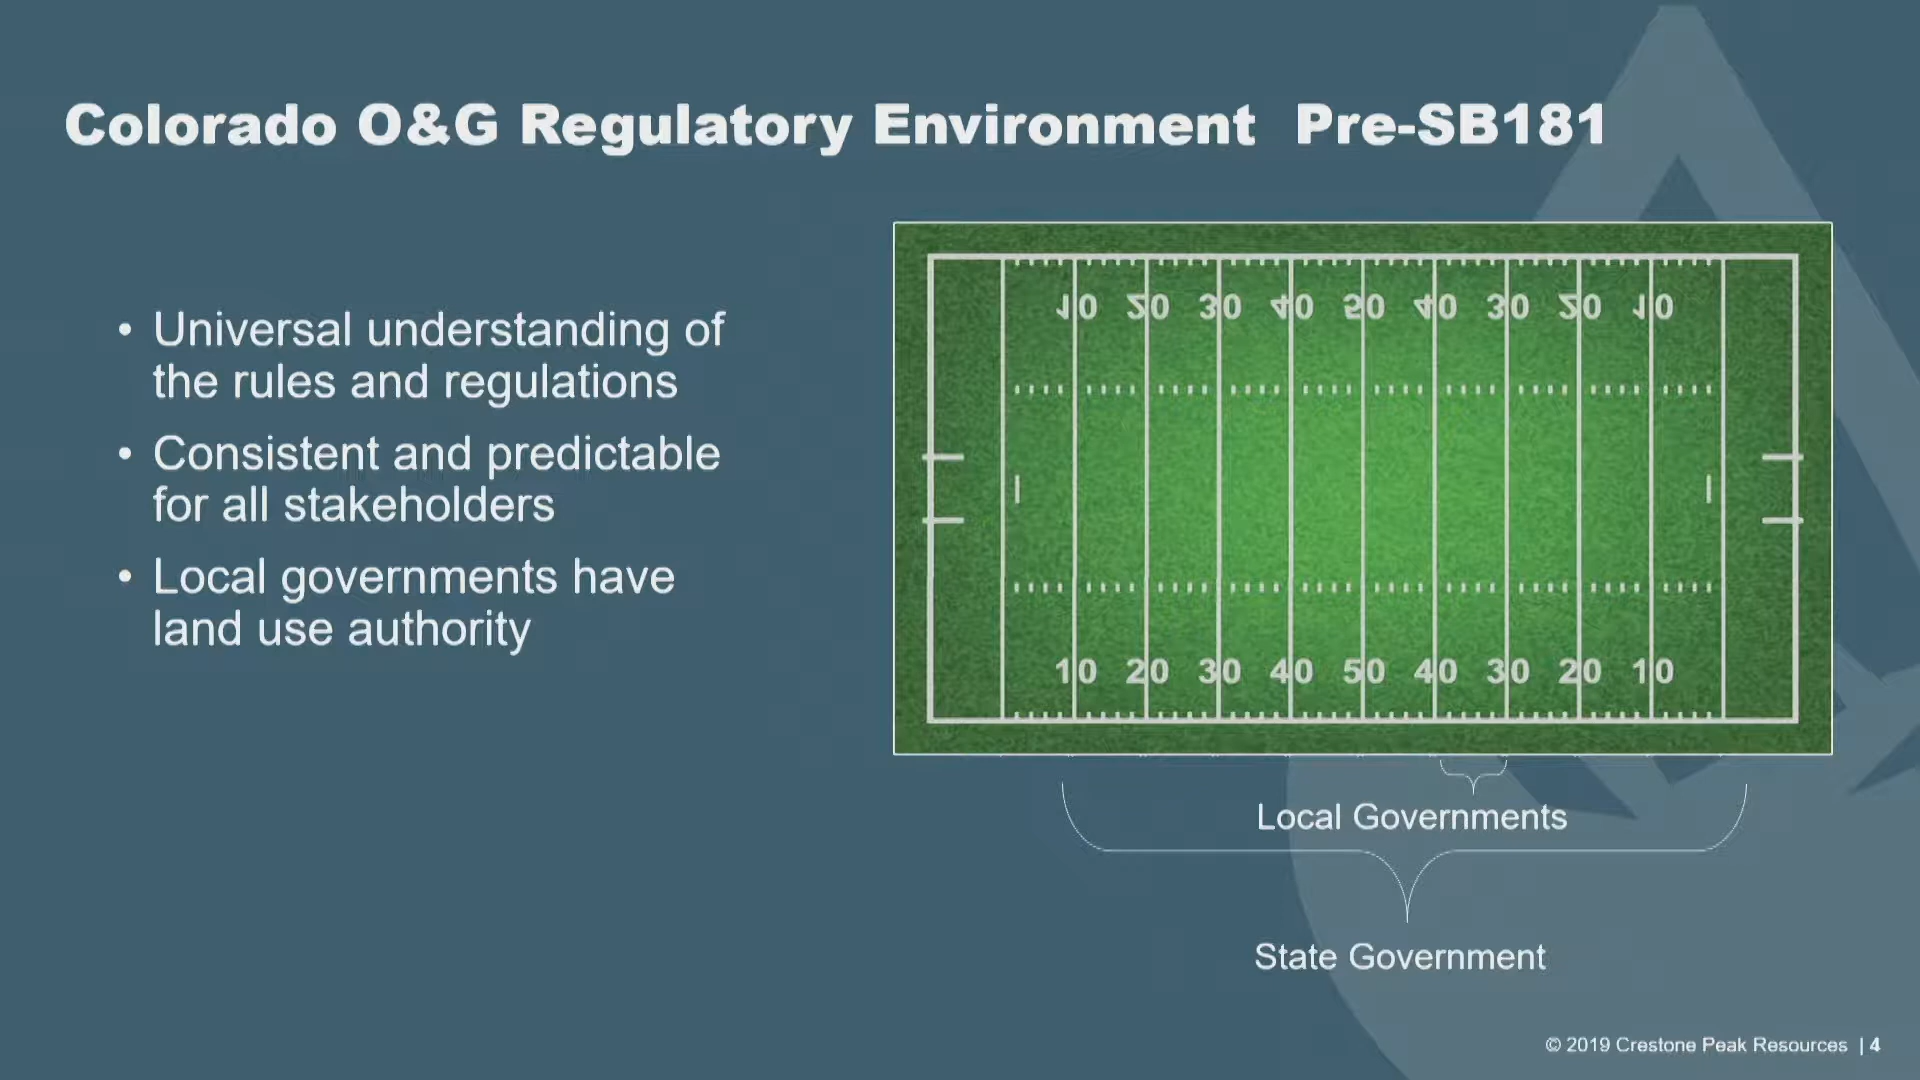 Colorado O&G Regulatory Environment Pre-SB181
• Universal understanding of
the rules and regulations
• Consistent and predictable
for all stakeholders
• Local governments have
land use authority
10 20 30 40 50 40 30 20 10
10 20 30 40 50 40 30 20 10
Local Governments
State Government
© 2019 Crestone Peak Resources | 4